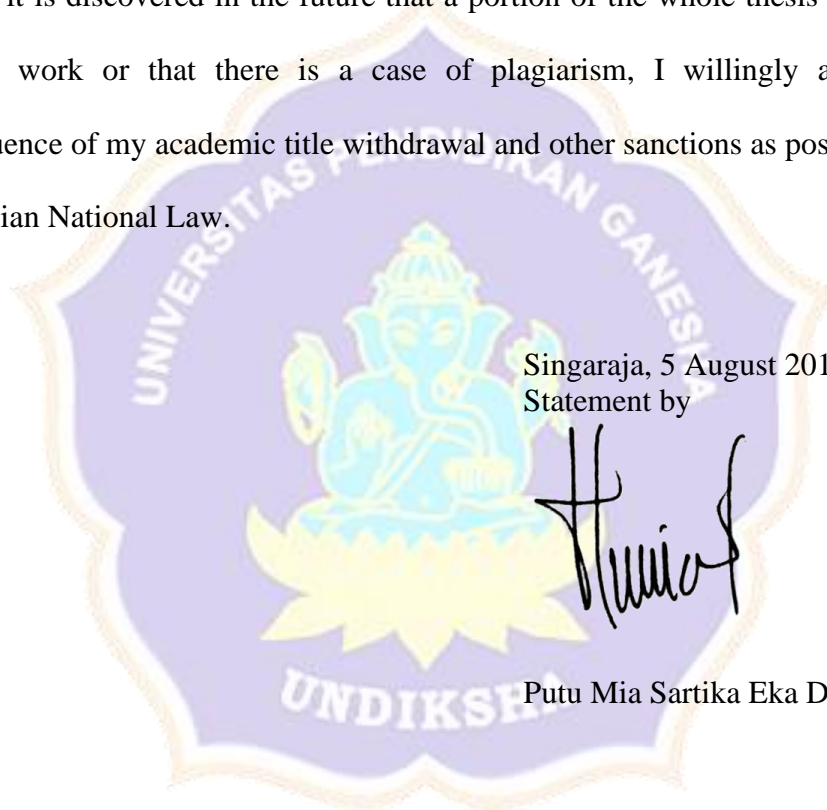 it is discovered in the future that a portion of the whole thesis
work or that there is a case of plagiarism, I willingly a
uence of my academic title withdrawal and other sanctions as pos
ian National Law.
UNIVERSITAS PENDIDIKAN GANESHA
Singaraja, 5 August 201
Statement by
Putu Mia Sartika Eka D
UNDIKSHA